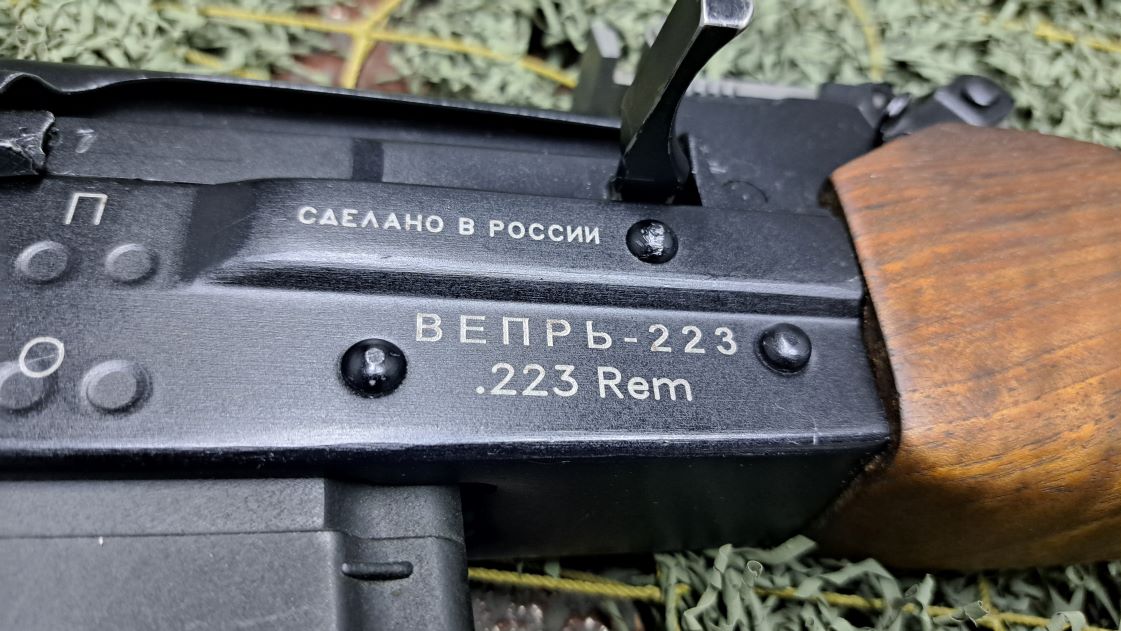 П
СДЕЛАНО В РОССИИ
ВЕПРЬ-223
О
.223 Rem